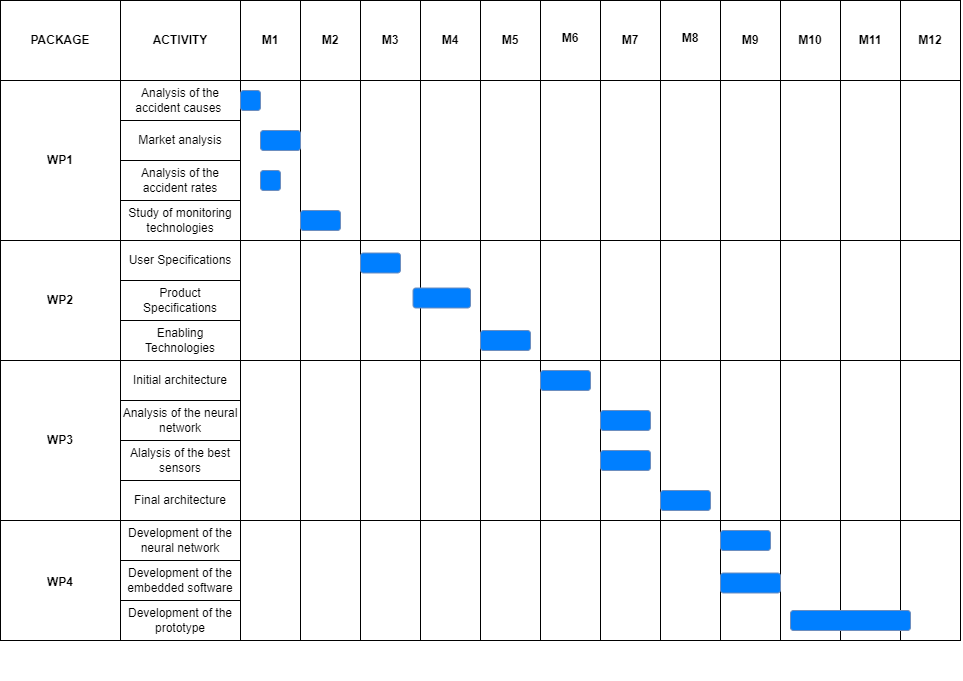 PACKAGE ACTIVITY M1 M2 M3 M4 M5 M6 M7 M8 M9 M10 M11 M12
WP1
Analysis of the
accident causes
Market analysis
Analysis of the
accident rates
Study of monitoring
technologies
WP2
User Specifications
Product
Specifications
Enabling
Technologies
WP3
Initial architecture
Analysis of the neural
network
Alalysis of the best
sensors
Final architecture
WP4
Development of the
neural network
Development of the
embedded software
Development of the
prototype